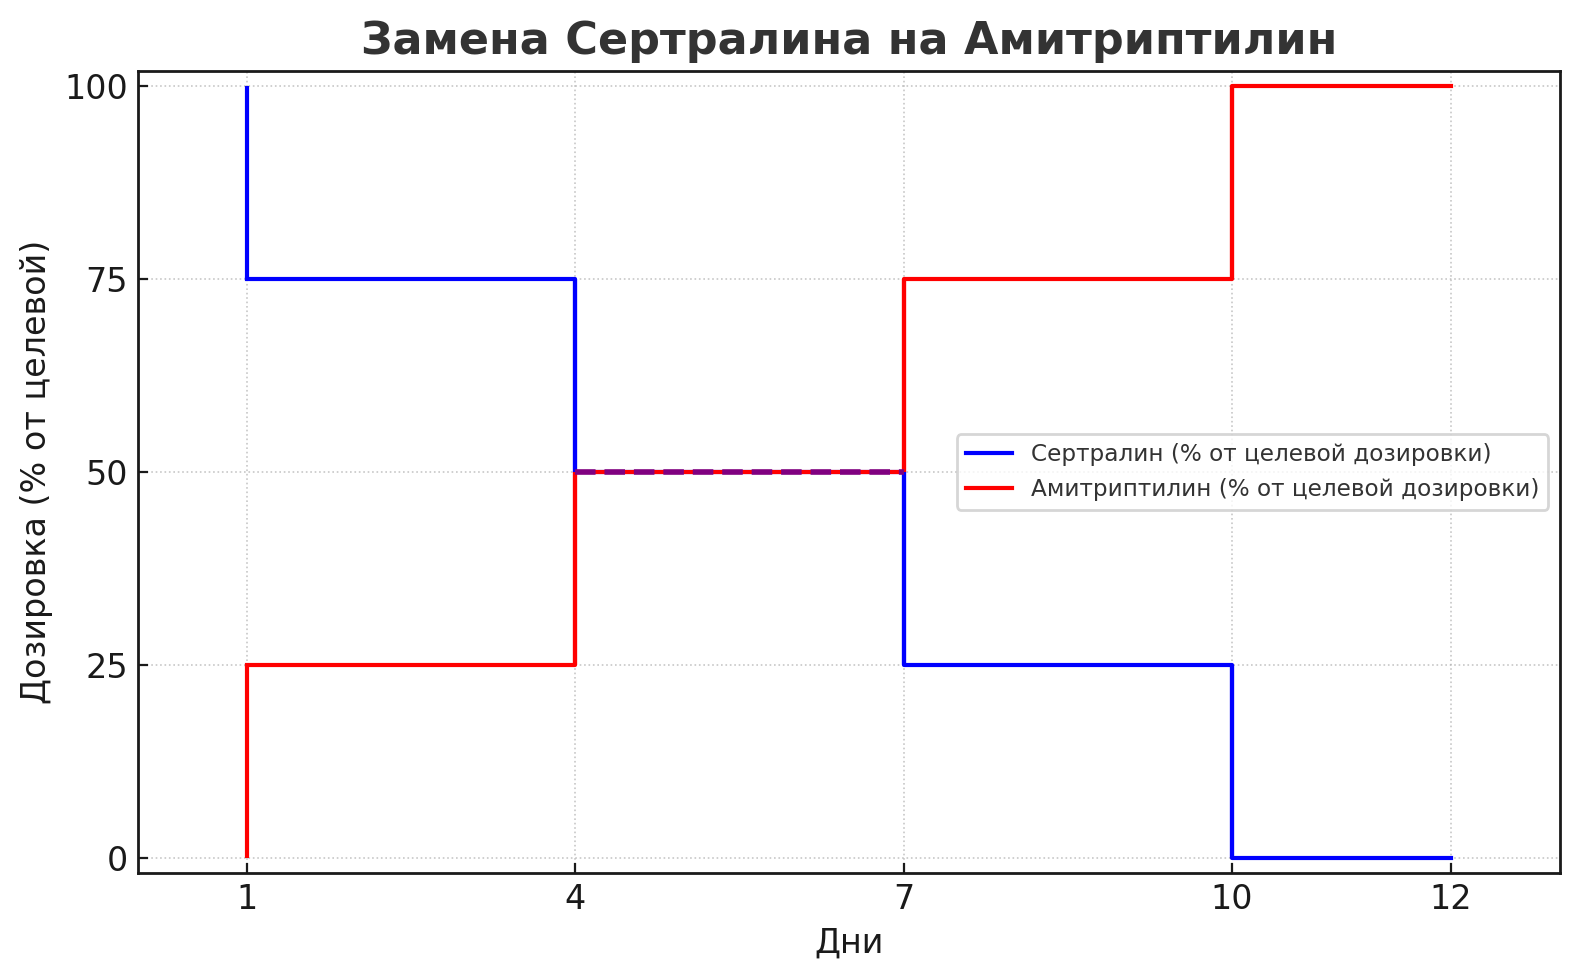 Замена Сертралина на Амитриптилин
Дозировка (% от целевой)
100
75
50
25
0
Сертралин (% от целевой дозировки)
Амитриптилин (% от целевой дозировки)
1 4 7 10 12
Дни